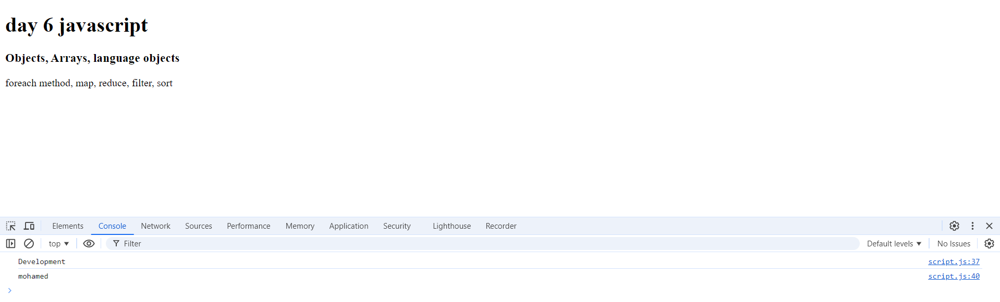 day 6 javascript
Objects, Arrays, language objects
foreach method, map, reduce, filter, sort
Elements Console Network Sources Performance Memory Application Security Lighthouse Recorder
top Filter Default levels No Issues
Development script.js:37
mohamed script.js:40